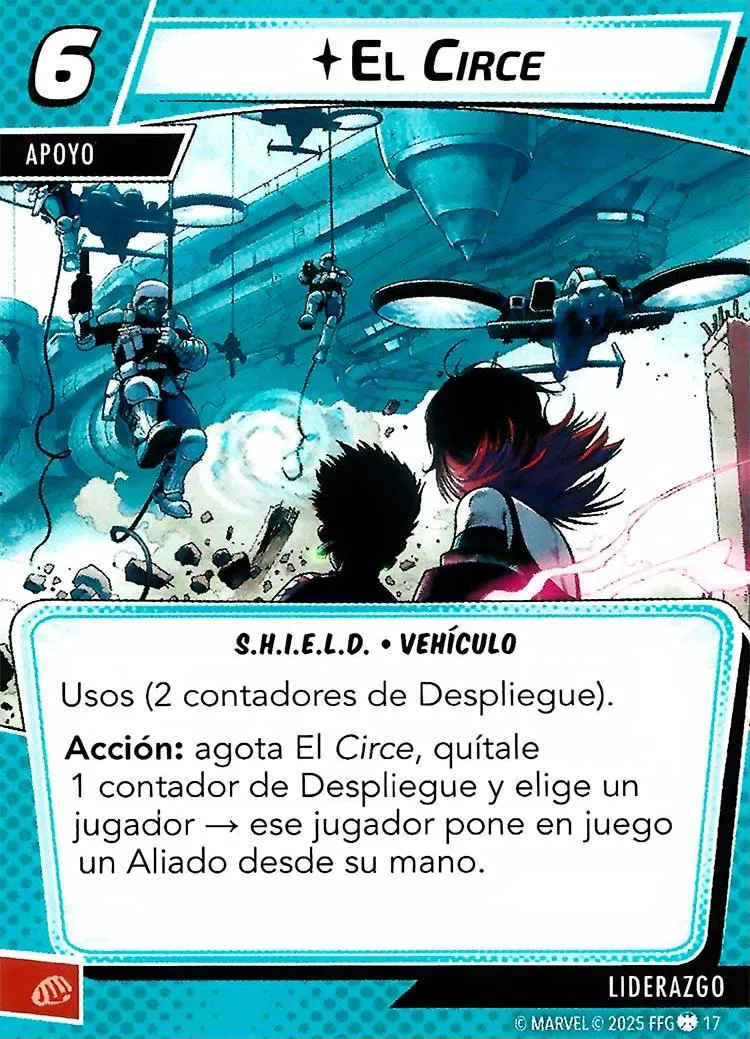 6
El Circe
APOYO
S.H.I.E.L.D. • VEHÍCULO
Usos (2 contadores de Despliegue).
Acción: agota El Circe, quítale
1 contador de Despliegue y elige un
jugador → ese jugador pone en juego
un Aliado desde su mano.
LIDERAZGO
© MARVEL © 2025 FFG 17